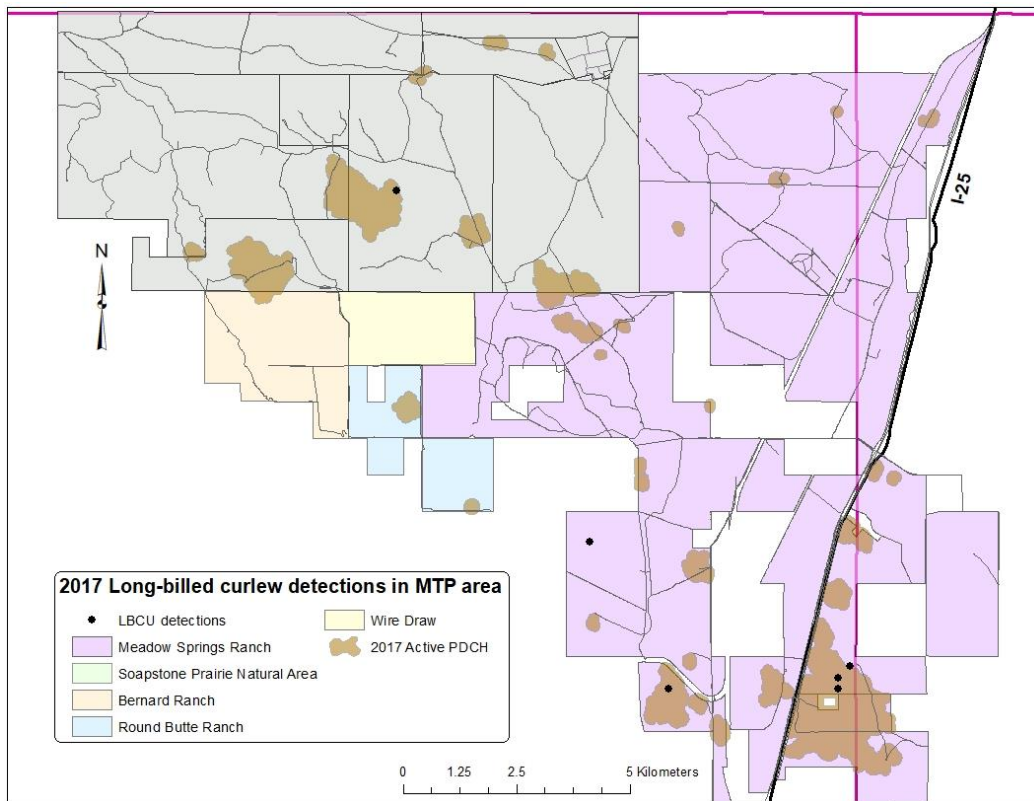 I-25
N
2017 Long-billed curlew detections in MTP area
LBCU detections
Meadow Springs Ranch
Soapstone Prairie Natural Area
Bernard Ranch
Round Butte Ranch
Wire Draw
2017 Active PDCH
0 1.25 2.5 5 Kilometers